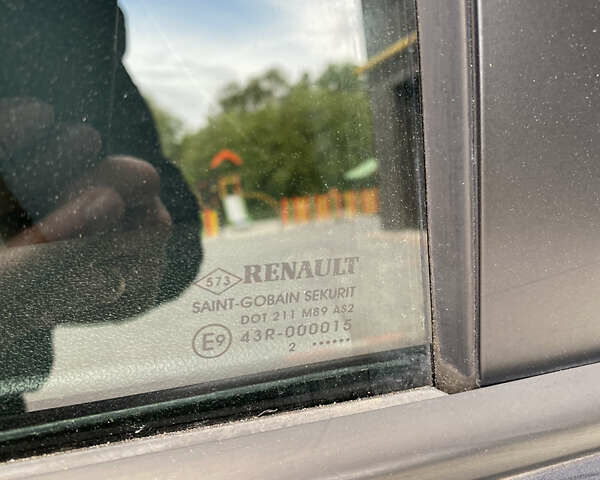 573 RENAULT
SAINT-GOBAIN SEKURIT
DOT 211 M89 AS2
E9 43R-000015
2 ......